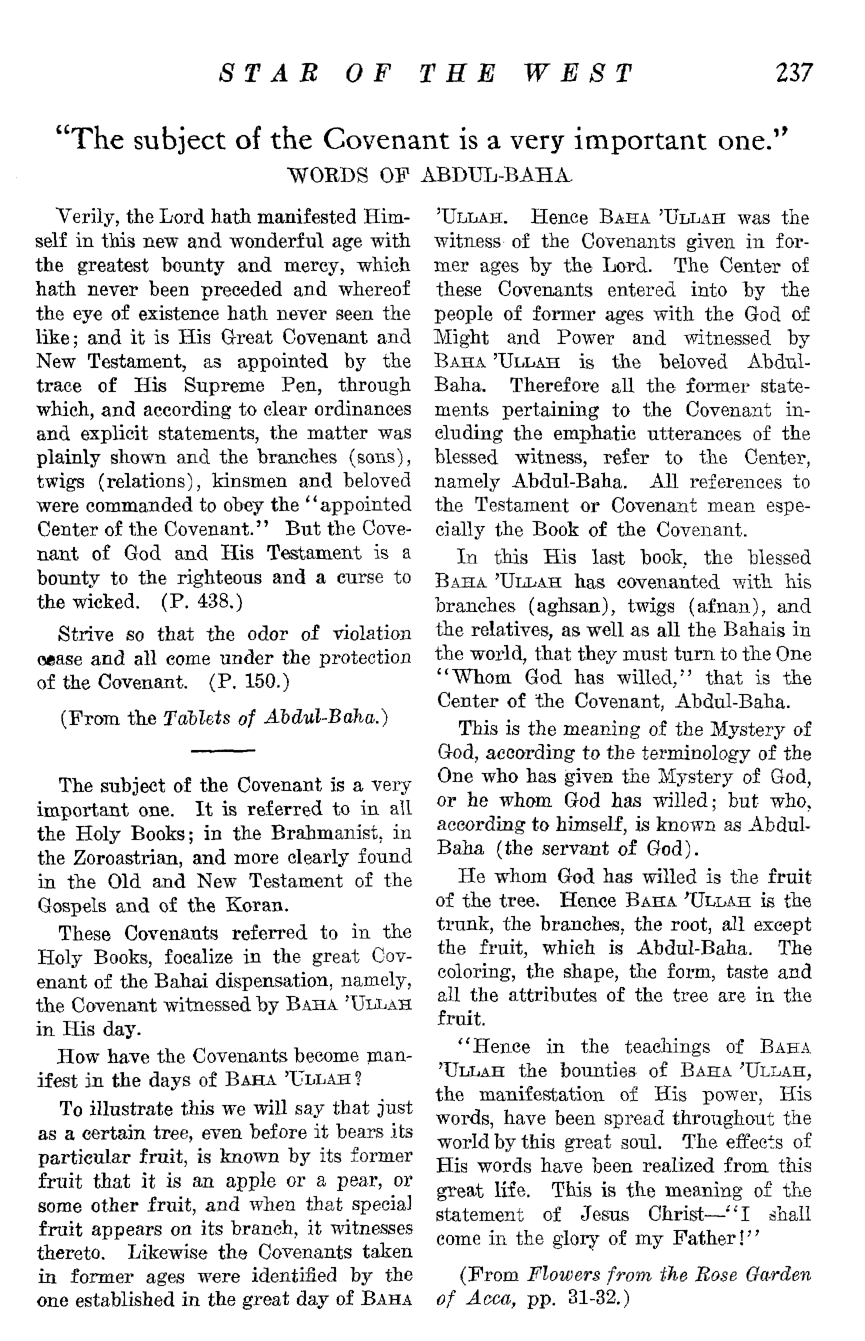 STAR OF THE WEST 237
"The subject of the Covenant is a very important one."
WORDS OF ABDUL-BAHA
Verily, the Lord hath manifested Him-
self in this new and wonderful age with
the greatest bounty and mercy, which
hath never been preceded and whereof
the eye of existence hath never seen the
like; and it is His Great Covenant and
New Testament, as appointed by the
trace of His Supreme Pen, through
which, and according to clear ordinances
and explicit statements, the matter was
plainly shown and the branches (sons),
twigs (relations), kinsmen and beloved
were commanded to obey the "appointed
Center of the Covenant." But the Cove-
nant of God and His Testament is a
bounty to the righteous and a curse to
the wicked. (P. 438.)
Strive so that the odor of violation
cease and all come under the protection
of the Covenant. (P. 150.)
(From the Tablets of Abdul-Baha.)
The subject of the Covenant is a very
important one. It is referred to in all
the Holy Books; in the Brahmanist, in
the Zoroastrian, and more clearly found
in the Old and New Testament of the
Gospels and of the Koran.
These Covenants referred to in the
Holy Books, focalize in the great Cov-
enant of the Bahai dispensation, namely,
the Covenant witnessed by BAHA 'ULLAH
in His day.
How have the Covenants become man-
ifest in the days of BAHA 'ULLAH?
To illustrate this we will say that just
as a certain tree, even before it bears its
particular fruit, is known by its former
fruit that it is an apple or a pear, or
some other fruit, and when that special
fruit appears on its branch, it witnesses
thereto. Likewise the Covenants taken
in former ages were identified by the
one established in the great day of BAHA
'ULLAH. Hence BAHA 'ULLAH was the
witness of the Covenants given in for-
mer ages by the Lord. The Center of
these Covenants entered into by the
people of former ages with the God of
Might and Power and witnessed by
BAHA 'ULLAH is the beloved Abdul-
Baha. Therefore all the former state-
ments pertaining to the Covenant in-
cluding the emphatic utterances of the
blessed witness, refer to the Center,
namely Abdul-Baha. All references to
the Testament or Covenant mean espe-
cially the Book of the Covenant.
In this His last book, the blessed
BAHA 'ULLAH has covenanted with his
branches (aghsan), twigs (afnan), and
the relatives, as well as all the Bahais in
the world, that they must turn to the One
"Whom God has willed," that is the
Center of the Covenant, Abdul-Baha.
This is the meaning of the Mystery of
God, according to the terminology of the
One who has given the Mystery of God,
or he whom God has willed; but who,
according to himself, is known as Abdul-
Baha (the servant of God).
He whom God has willed is the fruit
of the tree. Hence BAHA 'ULLAH is the
trunk, the branches, the root, all except
the fruit, which is Abdul-Baha. The
coloring, the shape, the form, taste and
all the attributes of the tree are in the
fruit.
"Hence in the teachings of BAHA
'ULLAH the bounties of BAHA 'ULLAH,
the manifestation of His power, His
words, have been spread throughout the
world by this great soul. The effects of
His words have been realized from this
great life. This is the meaning of the
statement of Jesus Christ—"I shall
come in the glory of my Father!"
(From Flowers from the Rose Garden
of Acca, pp. 31-32.)